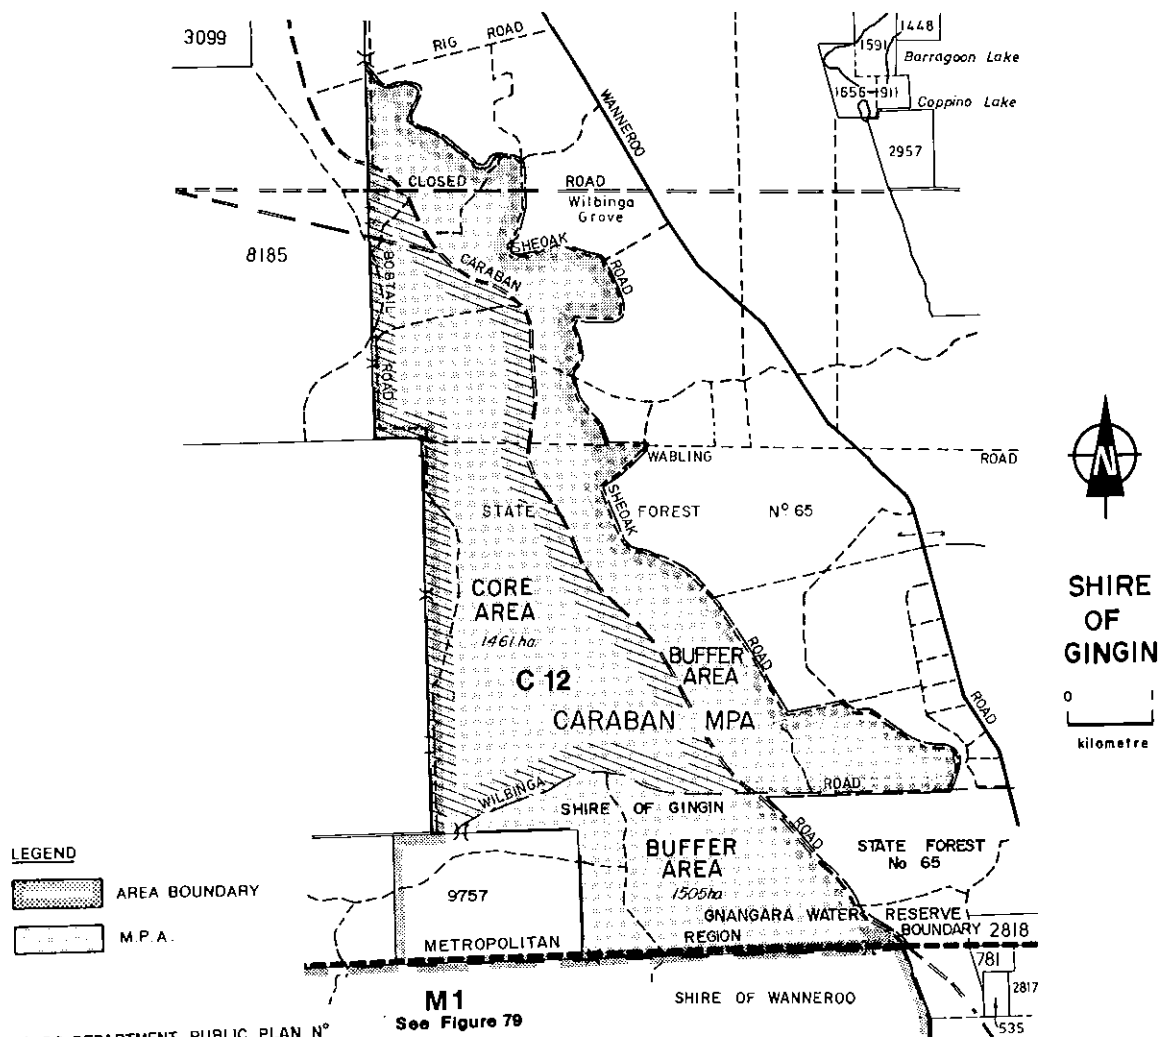 3099
RIG ROAD
WANNEROO
1448
1591
Barragoon Lake
1656
1911
Coppino Lake
2957
CLOSED ROAD
Wilbinga
Grove
8185
BOBTAIL ROAD
CARABAN
SHEOAK ROAD
WABLING ROAD
SHEOAK
STATE FOREST Nº 65
CORE
AREA
1461ha
C 12
BUFFER
AREA
ROAD
CARABAN MPA
ROAD
N
SHIRE
OF
GINGIN
0 1
kilometre
WILBINGA ROAD
SHIRE OF GINGIN
ROAD
BUFFER
AREA
1505ha
STATE FOREST
No 65
LEGEND
AREA BOUNDARY
M.P.A.
9757
GNANGARA WATER RESERVE
BOUNDARY
METROPOLITAN REGION
2818
781
2817
535
M1
See Figure 79
SHIRE OF WANNEROO
DEPARTMENT PUBLIC PLAN Nº